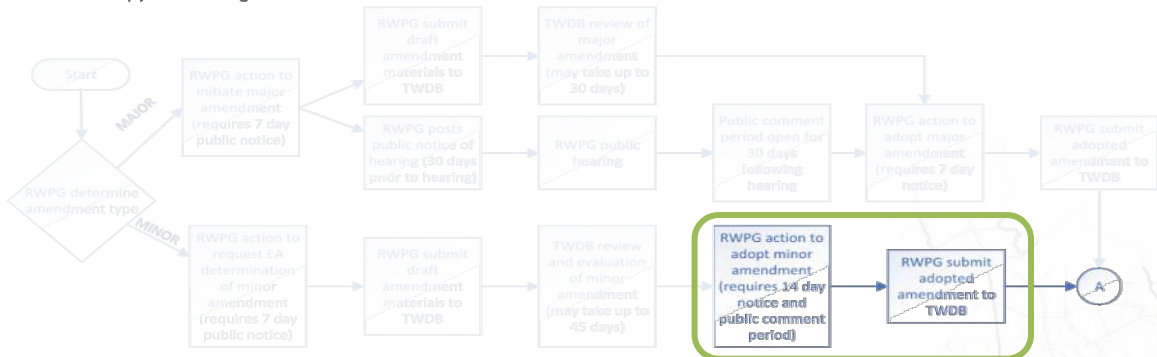 Start
RWPG determine
amendment type
MAJOR
MINOR
RWPG action to
initiate major
amendment
(requires 7 day
public notice)
RWPG submit
draft
amendment
materials to
TWDB
TWDB review of
major
amendment
(may take up to
30 days)
RWPG posts
public notice of
hearing (30 days
prior to hearing)
RWPG public
hearing
Public comment
period open for
30 days
following
hearing
RWPG action to
adopt major
amendment
(requires 7 day
notice)
RWPG submit
adopted
amendment to
TWDB
RWPG action to
request EA
determination
of minor
amendment
(requires 7 day
public notice)
RWPG submit
draft
amendment
materials to
TWDB
TWDB review
and evaluation
of minor
amendment
(may take up to
45 days)
RWPG action to
adopt minor
amendment
(requires 14 day
notice and
public comment
period)
RWPG submit
adopted
amendment to
TWDB
A